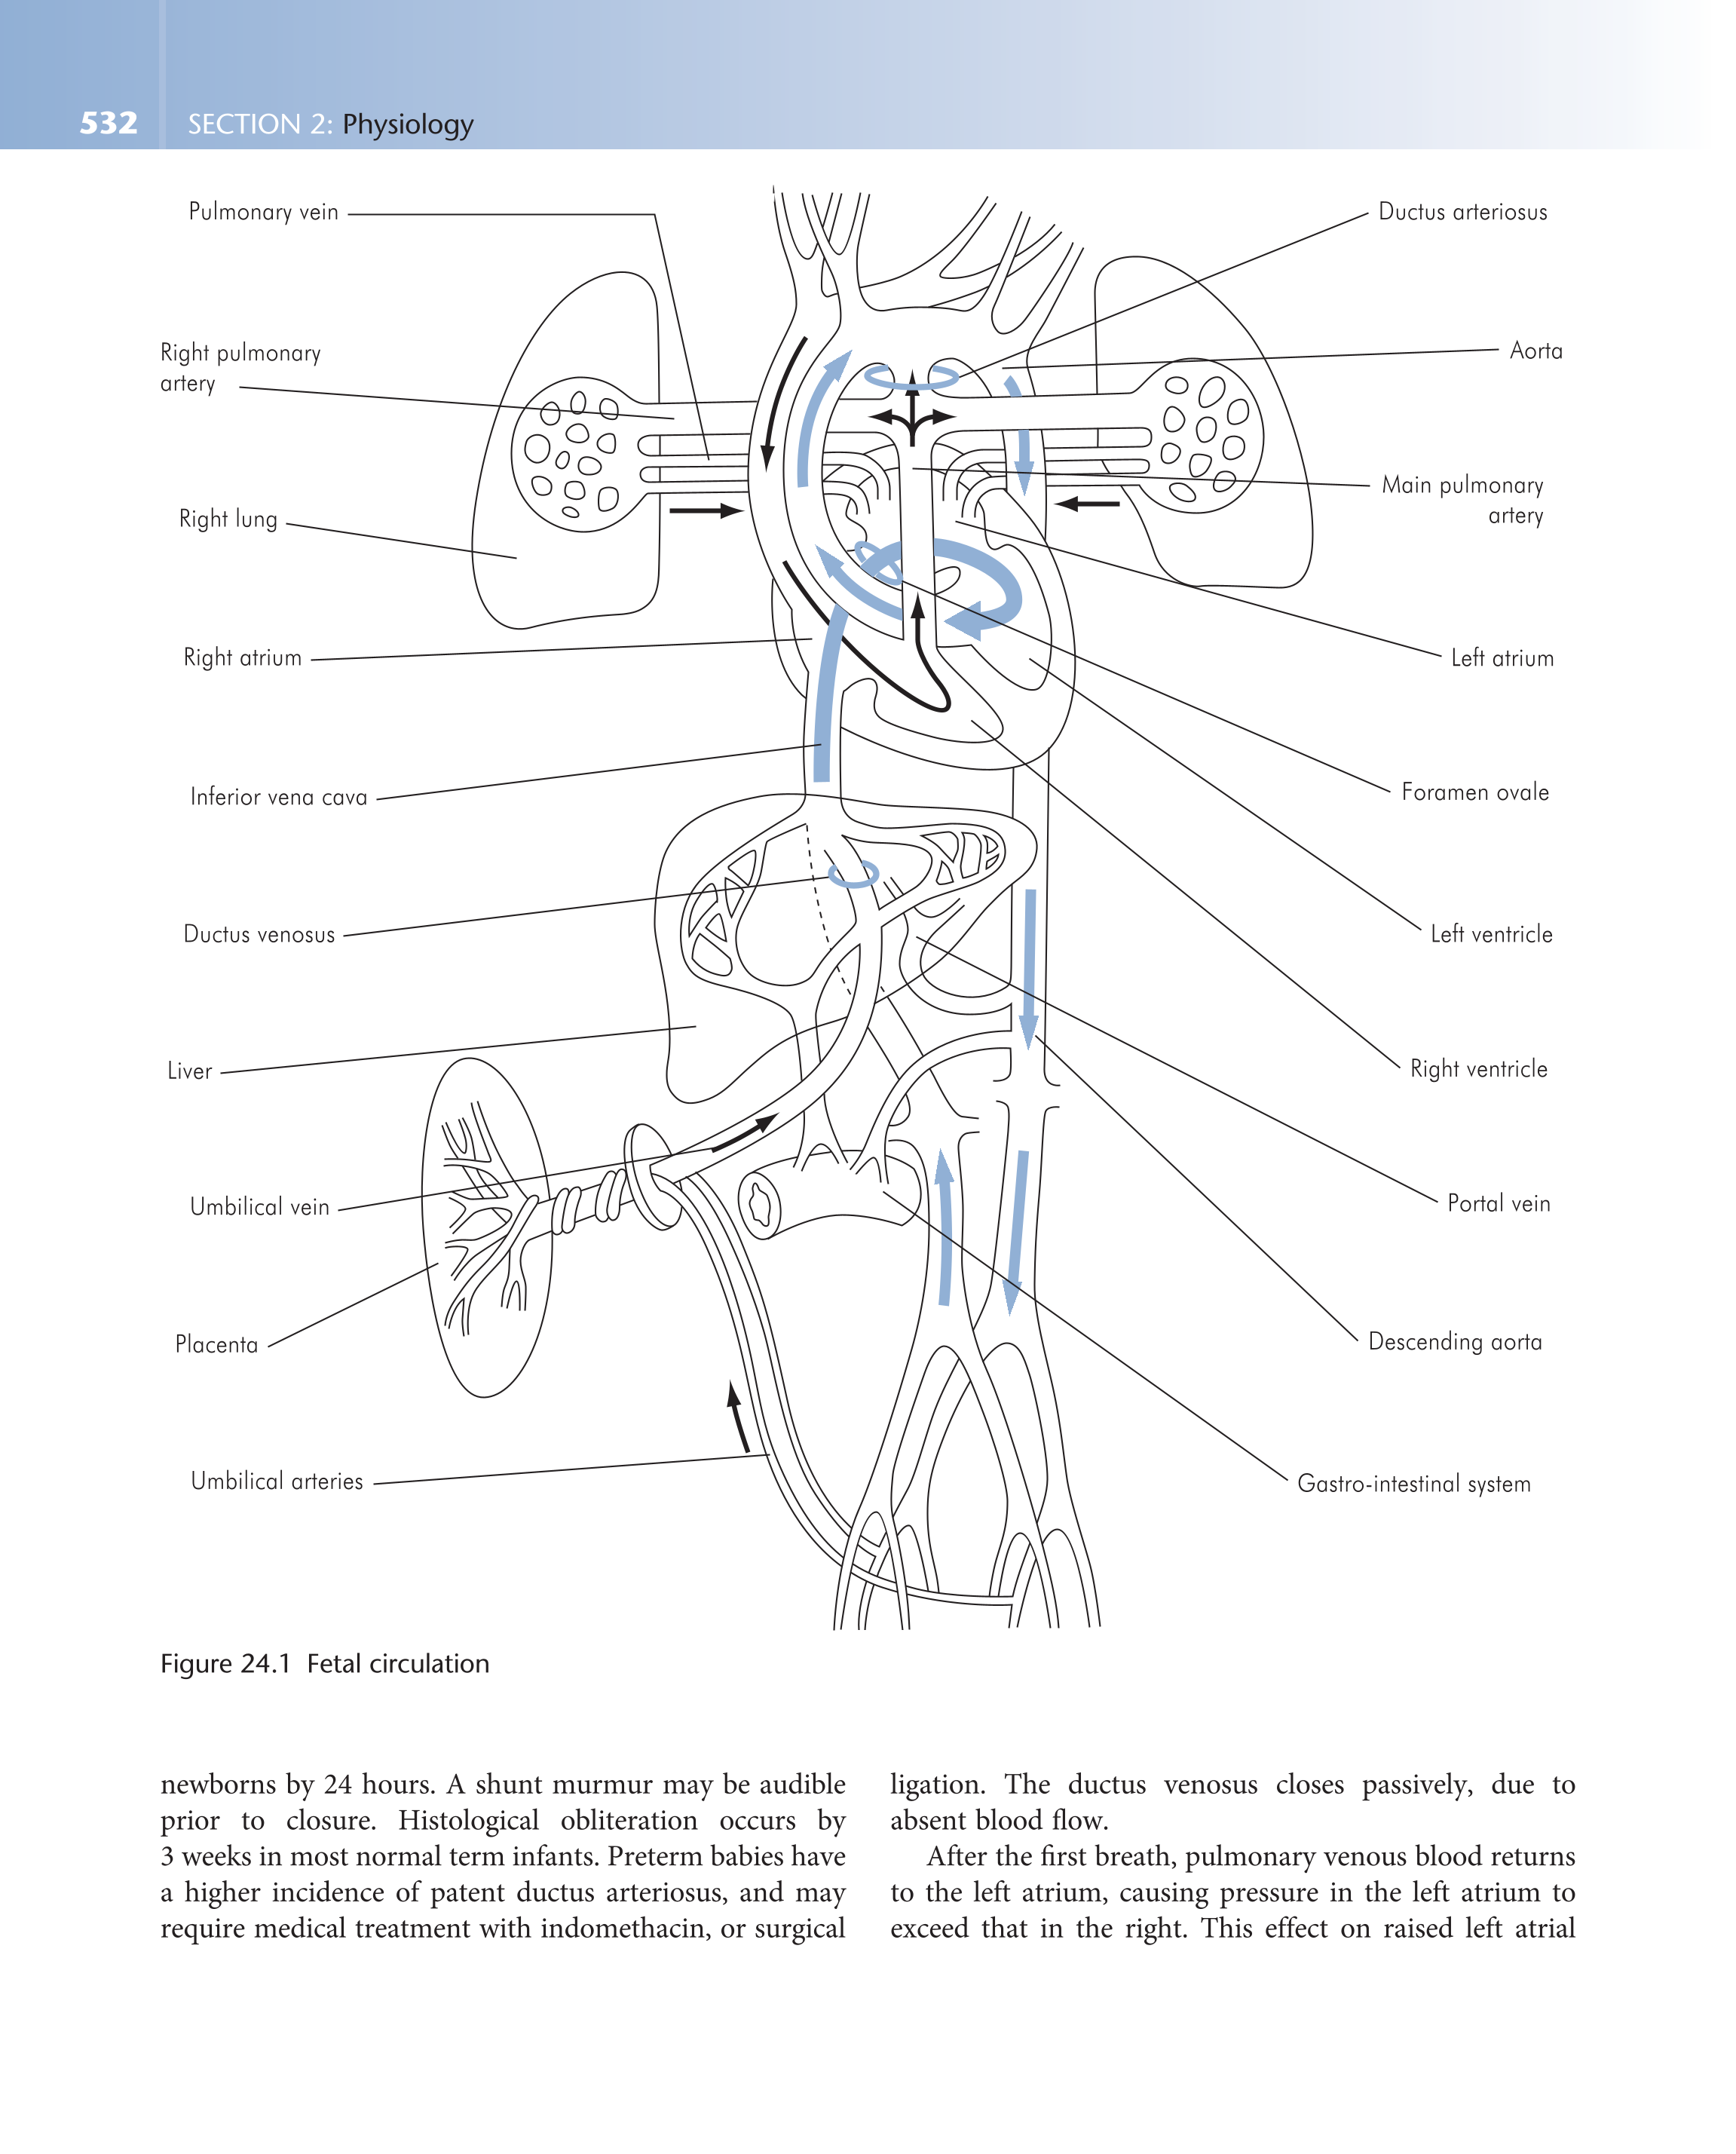 532 SECTION 2: Physiology
Pulmonary vein
Ductus arteriosus
Right pulmonary
artery
Aorta
Main pulmonary
artery
Right lung
Right atrium
Left atrium
Inferior vena cava
Foramen ovale
Ductus venosus
Left ventricle
Liver
Right ventricle
Umbilical vein
Portal vein
Placenta
Descending aorta
Umbilical arteries
Gastro-intestinal system
Figure 24.1 Fetal circulation
newborns by 24 hours. A shunt murmur may be audible
prior to closure. Histological obliteration occurs by
3 weeks in most normal term infants. Preterm babies have
a higher incidence of patent ductus arteriosus, and may
require medical treatment with indomethacin, or surgical
ligation. The ductus venosus closes passively, due to
absent blood flow.
After the first breath, pulmonary venous blood returns
to the left atrium, causing pressure in the left atrium to
exceed that in the right. This effect on raised left atrial